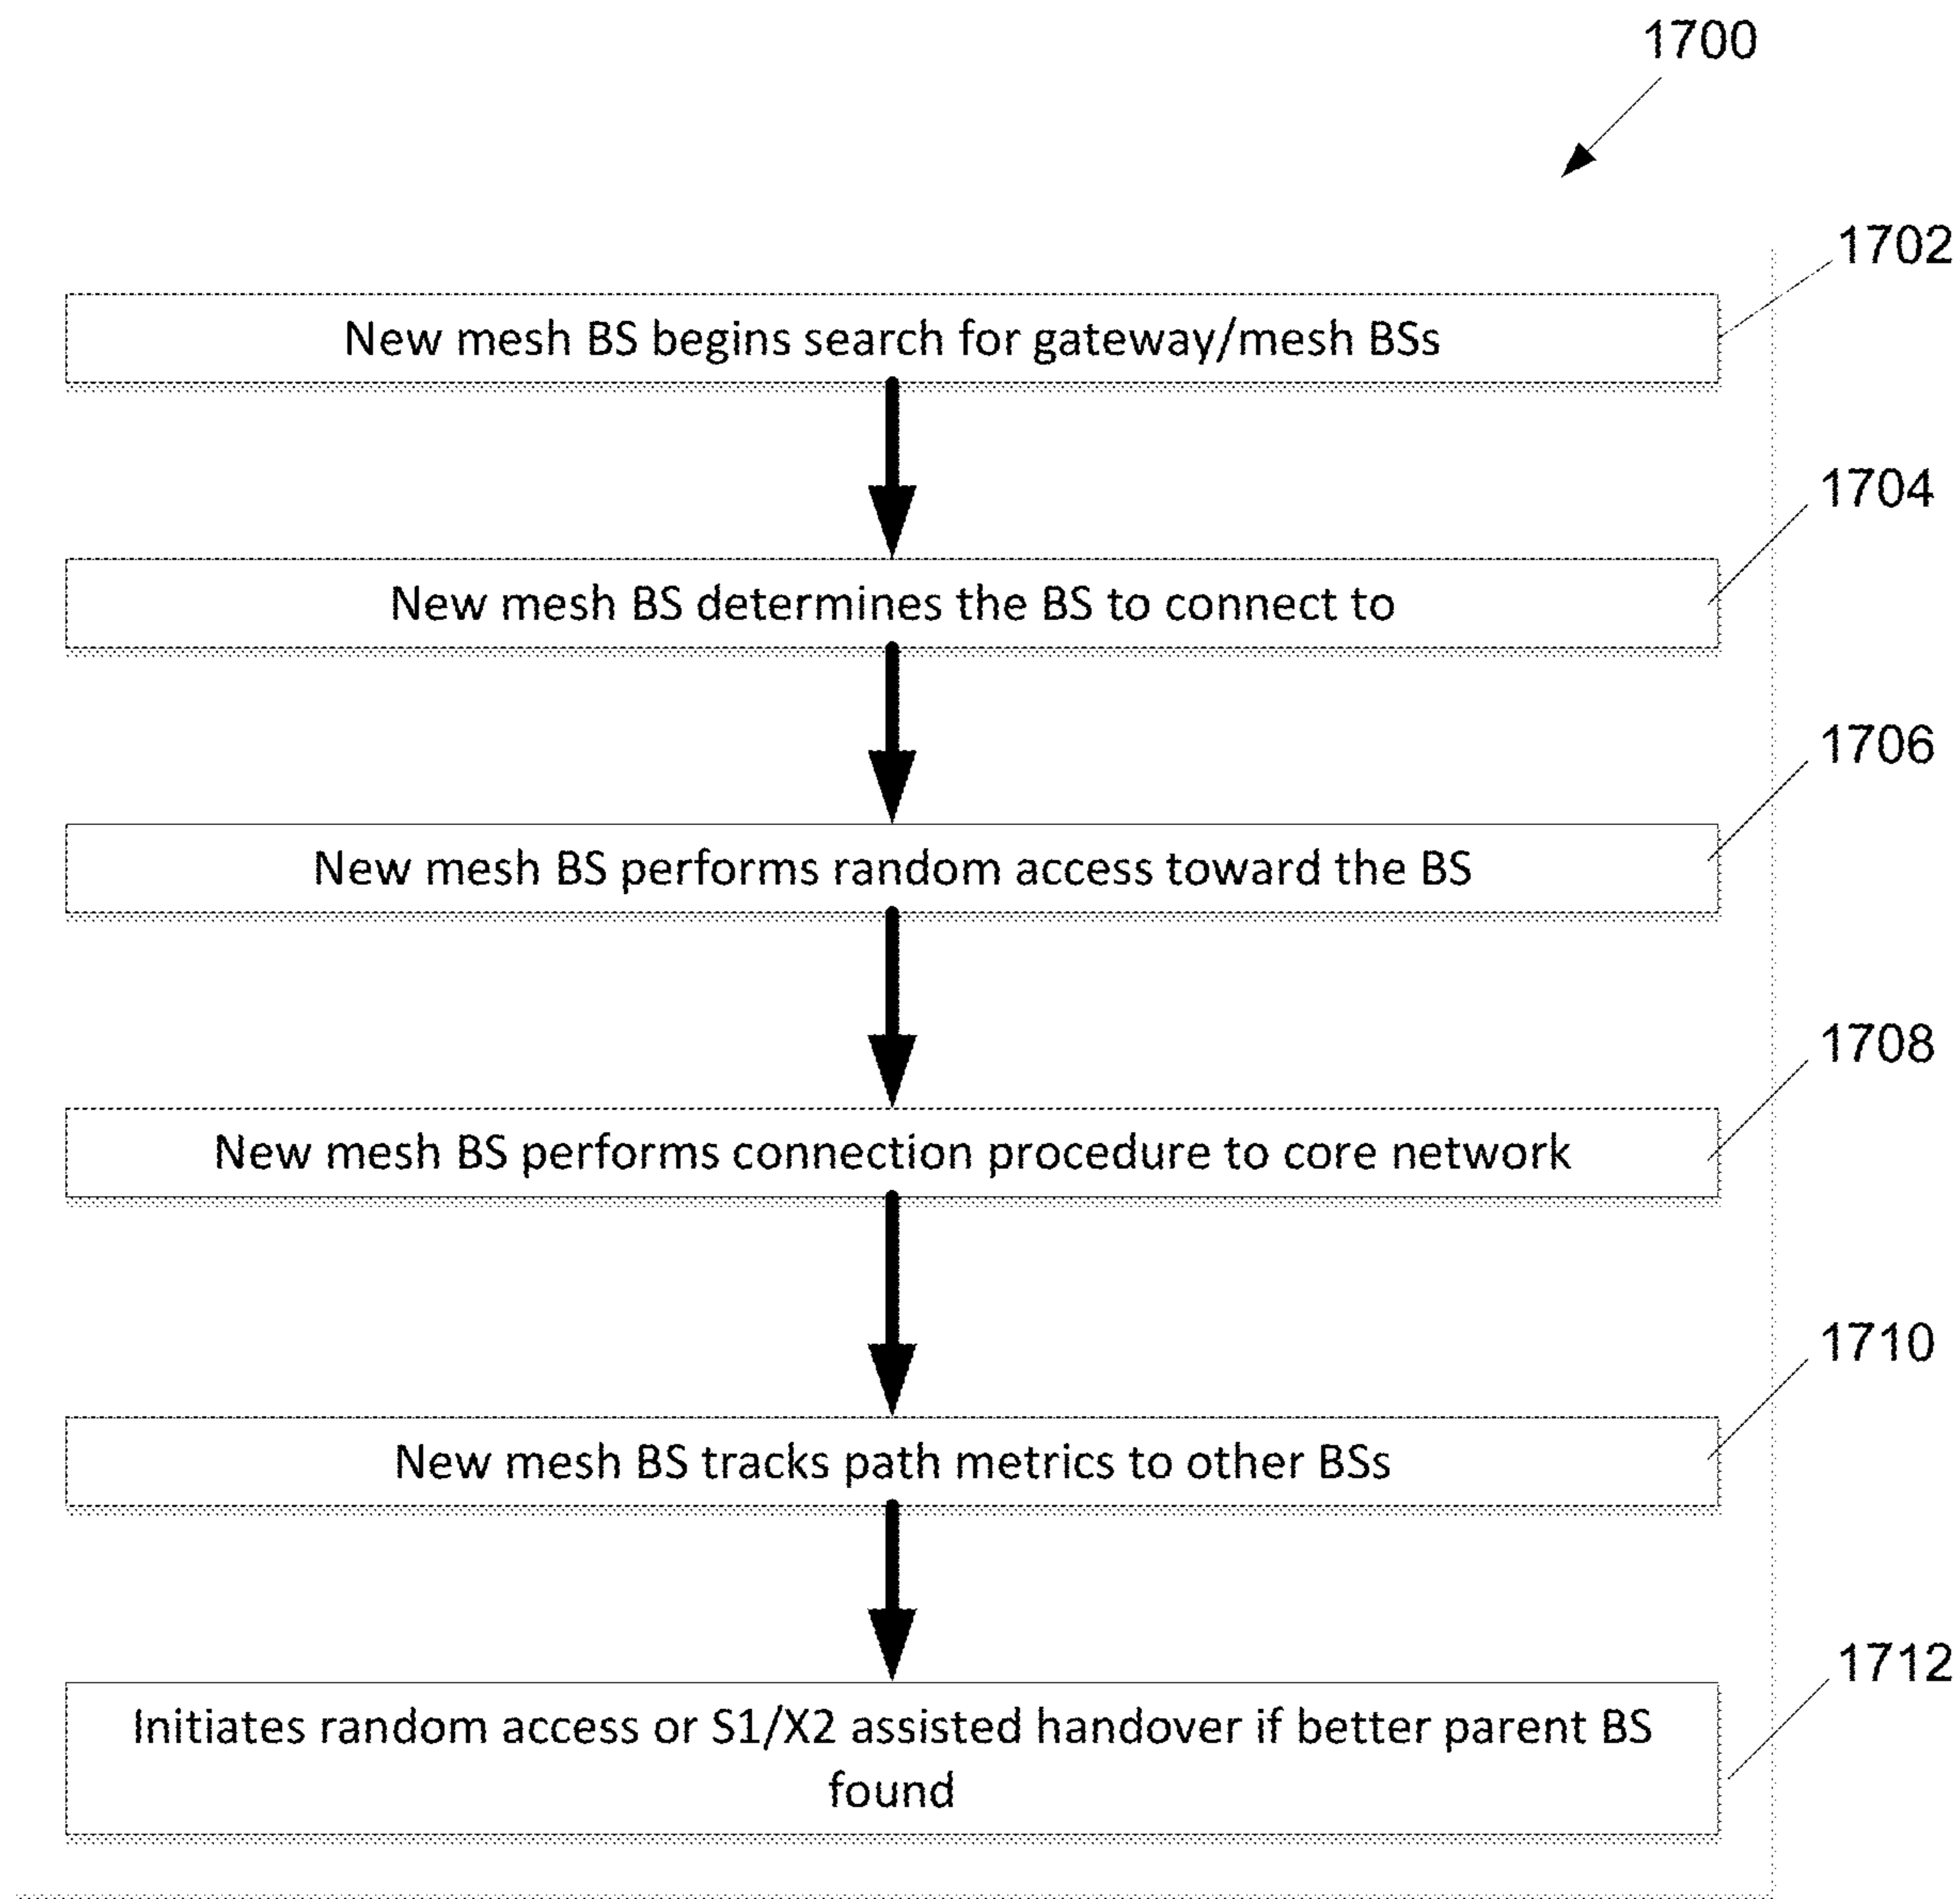 1700
1702
New mesh BS begins search for gateway/mesh BSs
1704
New mesh BS determines the BS to connect to
1706
New mesh BS performs random access toward the BS
1708
New mesh BS performs connection procedure to core network
1710
New mesh BS tracks path metrics to other BSs
1712
Initiates random access or S1/X2 assisted handover if better parent BS
found